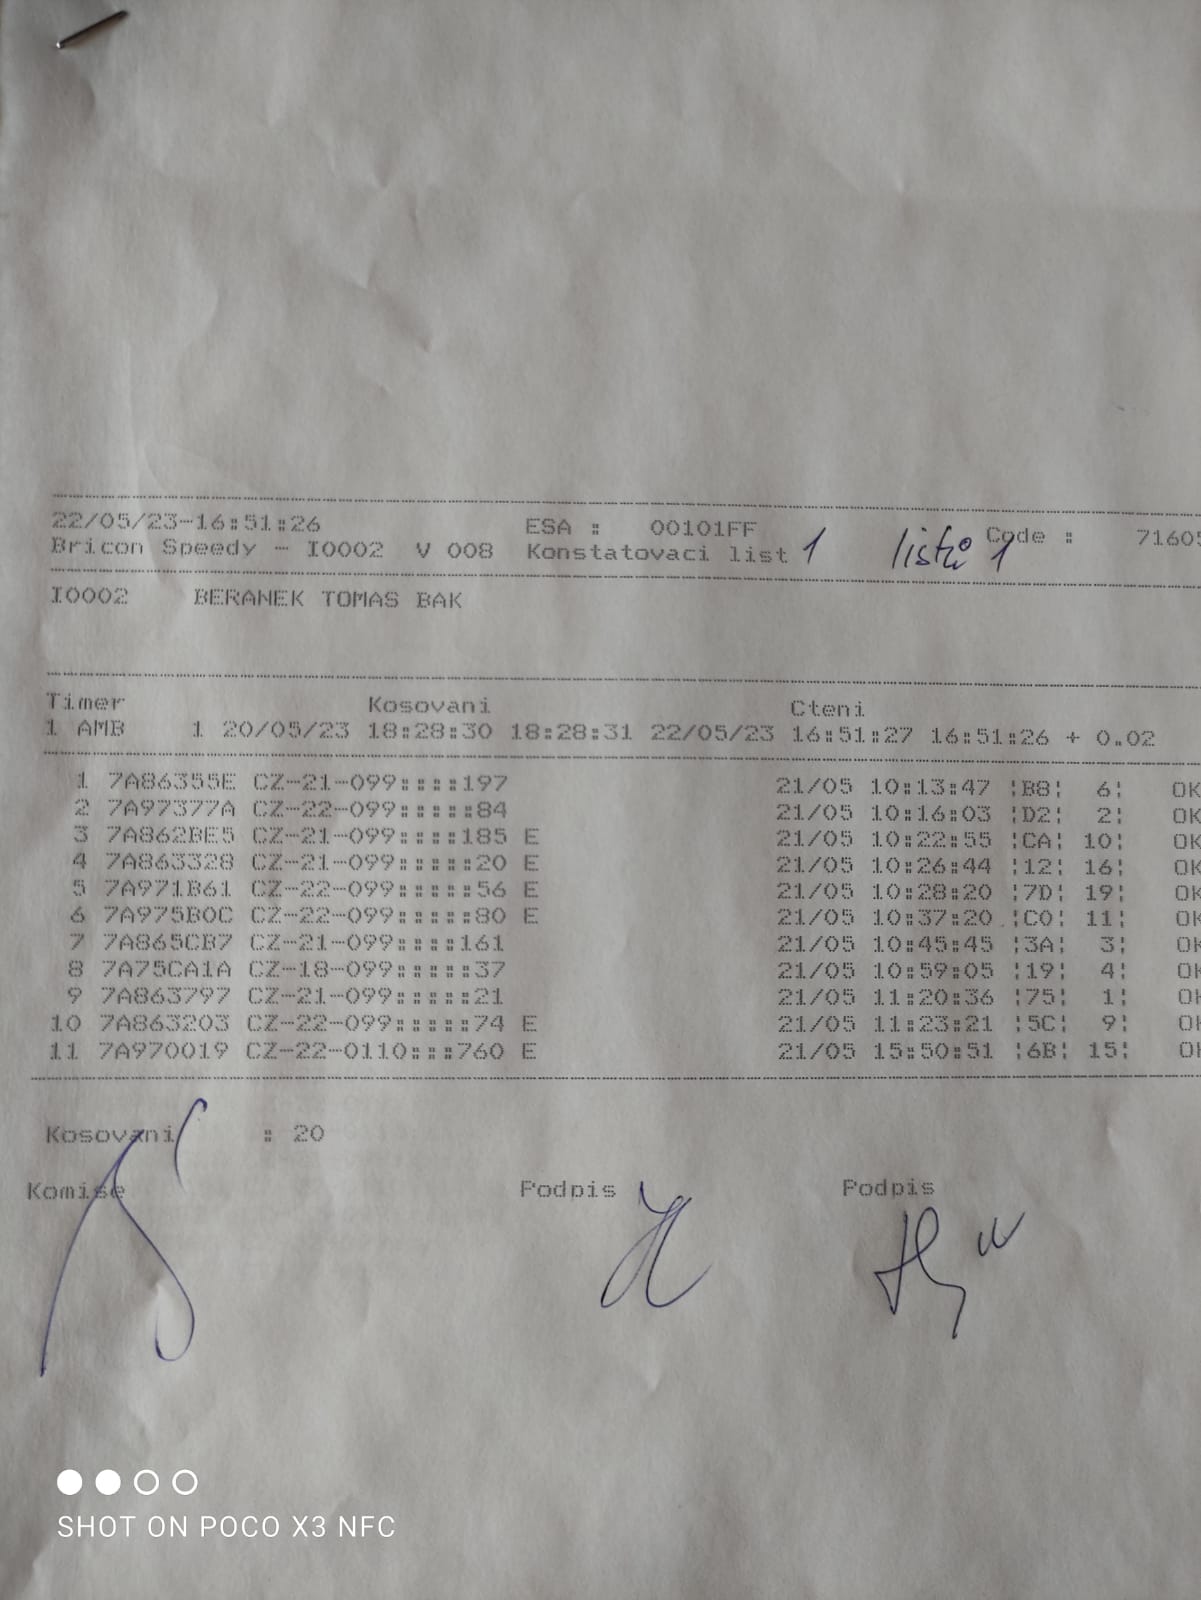 22/05/23-16:51:26 ESA : 00101FF Code : 71605
Bricon Speedy - I0002 V 008 Konstatovaci list 1 listů 1
I0002 BERANEK TOMAS BAK
Timer Kosovani Cteni
1 AMB 1 20/05/23 18:28:30 18:28:31 22/05/23 16:51:27 16:51:26 + 0.02
1 7A86355E CZ-21-099:::::197 21/05 10:13:47 ¦B8¦ 6¦ OK
2 7A97377A CZ-22-099::::::84 21/05 10:16:03 ¦D2¦ 2¦ OK
3 7A862BE5 CZ-21-099:::::185 E 21/05 10:22:55 ¦CA¦ 10¦ OK
4 7A863328 CZ-21-099::::::20 E 21/05 10:26:44 ¦12¦ 16¦ OK
5 7A971B61 CZ-22-099::::::56 E 21/05 10:28:20 ¦7D¦ 19¦ OK
6 7A975B0C CZ-22-099::::::80 E 21/05 10:37:20 ¦C0¦ 11¦ OK
7 7A865CB7 CZ-21-099:::::161 21/05 10:45:45 ¦3A¦ 3¦ OK
8 7A75CA1A CZ-18-099::::::37 21/05 10:59:05 ¦19¦ 4¦ OK
9 7A863797 CZ-21-099::::::21 21/05 11:20:36 ¦75¦ 1¦ OK
10 7A863203 CZ-22-099::::::74 E 21/05 11:23:21 ¦5C¦ 9¦ OK
11 7A970019 CZ-22-0110::::760 E 21/05 15:50:51 ¦6B¦ 15¦ OK
Kosovani : 20
Komise Podpis Podpis
SHOT ON POCO X3 NFC